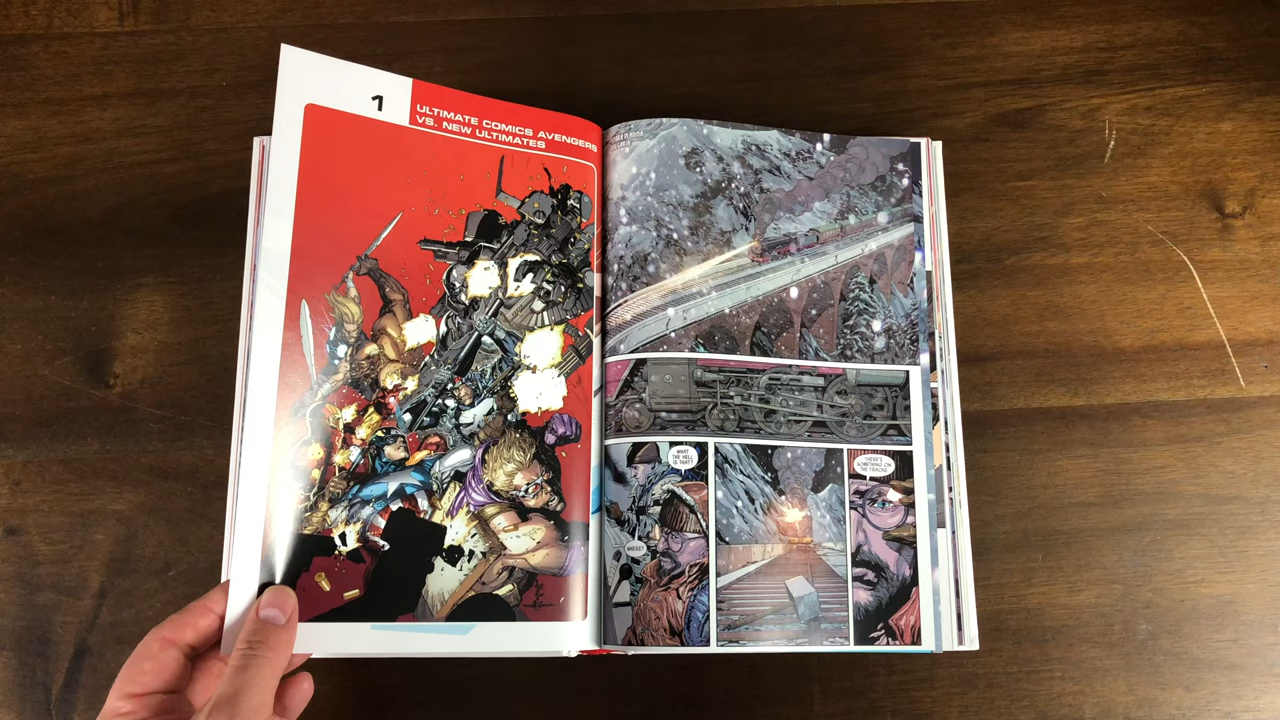 1
ULTIMATE COMICS AVENGERS
VS. NEW ULTIMATES
WHAT
THE HELL
IS THAT?
WHERE?
THERE'S
SOMETHING ON
THE TRACKS.